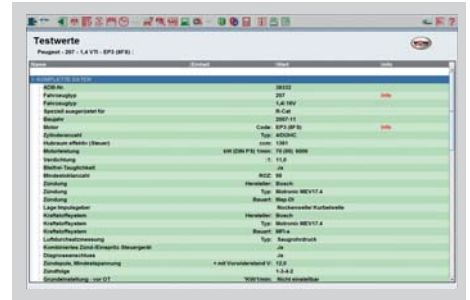 Testwerte
Peugeot - 207 - 1,4 VTi - EP3 (8FS) :
Name Einheit Wert Info
KOMPLETTE DATEN
ADB-Nr. 38332
Fahrzeugtyp 207 Info
Fahrzeugtyp 1,4i 16V
Speziell ausgerüstet für R-Cat
Baujahr 2007-11
Motor Code: EP3 (8FS) Info
Zylinderanzahl Typ: 4/DOHC
Hubraum effektiv (Steuer) ccm: 1361
Motorleistung kW (DIN PS) 1/min: 70 (95) 6000
Verdichtung :1: 11,0
Bleifrei-Tauglichkeit Ja
Mindestoktanzahl ROZ: 95
Zündung Hersteller: Bosch
Zündung Typ: Motronic MEV17.4
Zündung Bauart: Map DI
Lage Impulsgeber Nockenwelle/ Kurbelwelle
Kraftstoffsystem Hersteller: Bosch
Kraftstoffsystem Typ: Motronic MEV17.4
Kraftstoffsystem Bauart: MFI-s
Luftdurchsatzmessung Typ: Saugrohrdruck
Kombiniertes Zünd-/Einspritz-Steuergerät Ja
Diagnoseanschluss Ja
Zündspule, Mindestspannung + mit Vorwiderstand V: 12,0
Zündfolge 1-3-4-2
Grundeinstellung - vor OT °KW/1/min: Nicht einstellbar